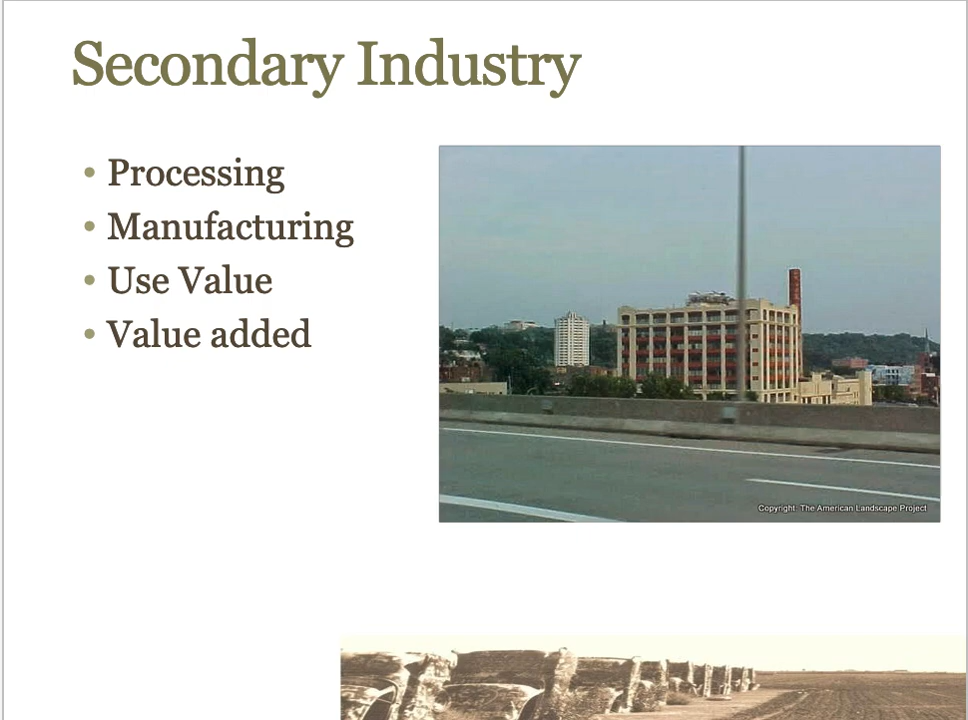 Secondary Industry
• Processing
• Manufacturing
• Use Value
• Value added
Copyright: The American Landscape Project